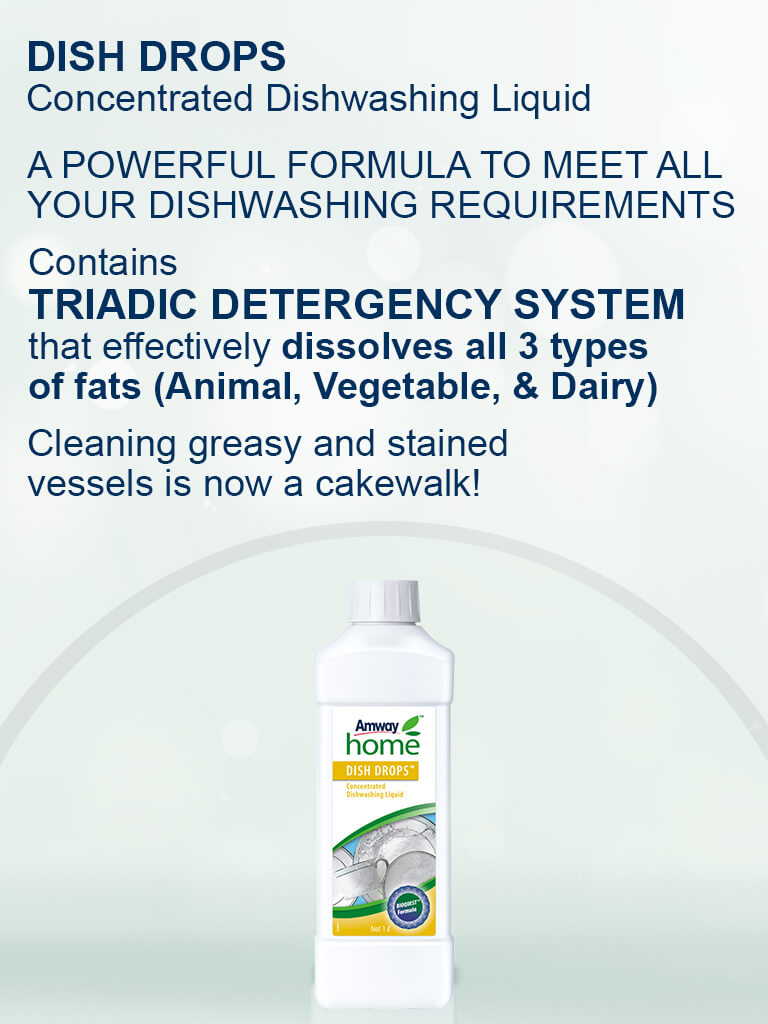 DISH DROPS
Concentrated Dishwashing Liquid
A POWERFUL FORMULA TO MEET ALL
YOUR DISHWASHING REQUIREMENTS
Contains
TRIADIC DETERGENCY SYSTEM
that effectively dissolves all 3 types
of fats (Animal, Vegetable, & Dairy)
Cleaning greasy and stained
vessels is now a cakewalk!
Amway
home™
DISH DROPS™
Concentrated
Dishwashing Liquid
BIOQUEST™
Formula
Net 1